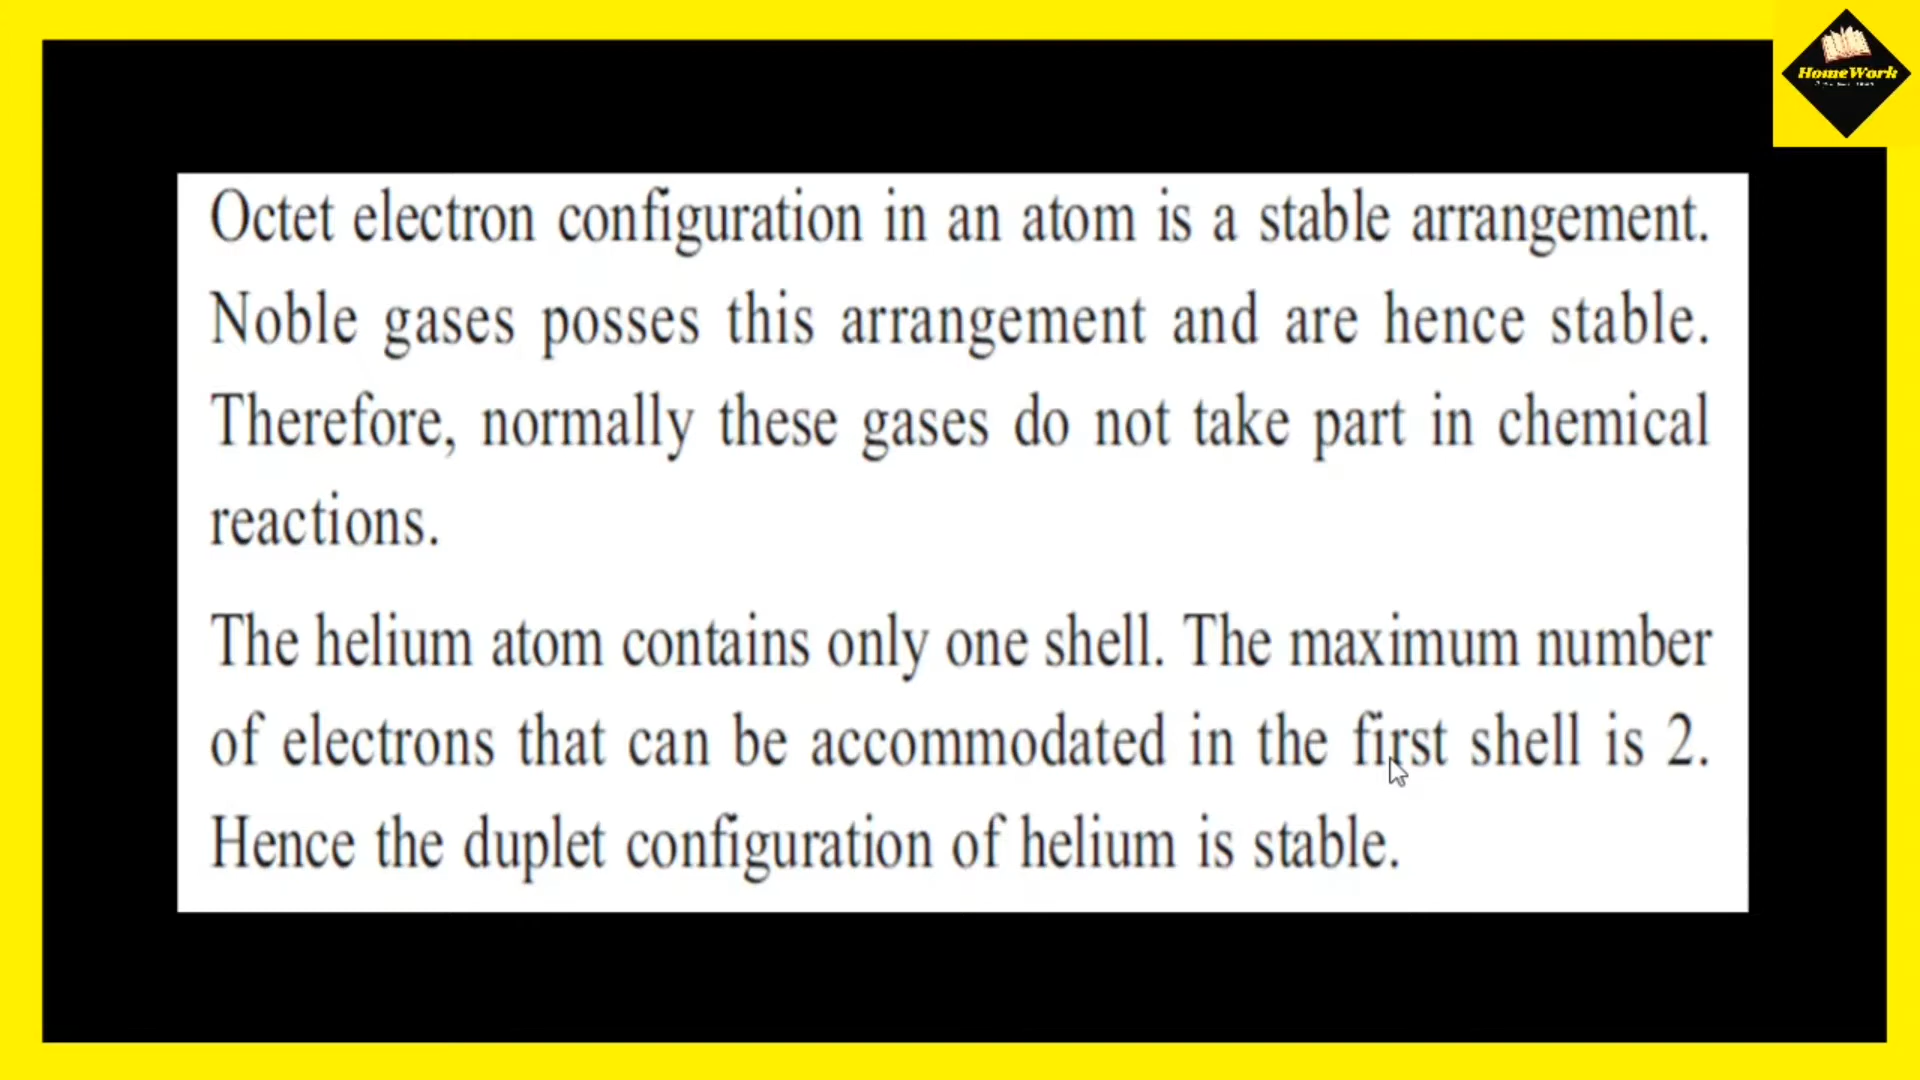 HomeWork
Octet electron configuration in an atom is a stable arrangement.
Noble gases posses this arrangement and are hence stable.
Therefore, normally these gases do not take part in chemical
reactions.
The helium atom contains only one shell. The maximum number
of electrons that can be accommodated in the first shell is 2.
Hence the duplet configuration of helium is stable.